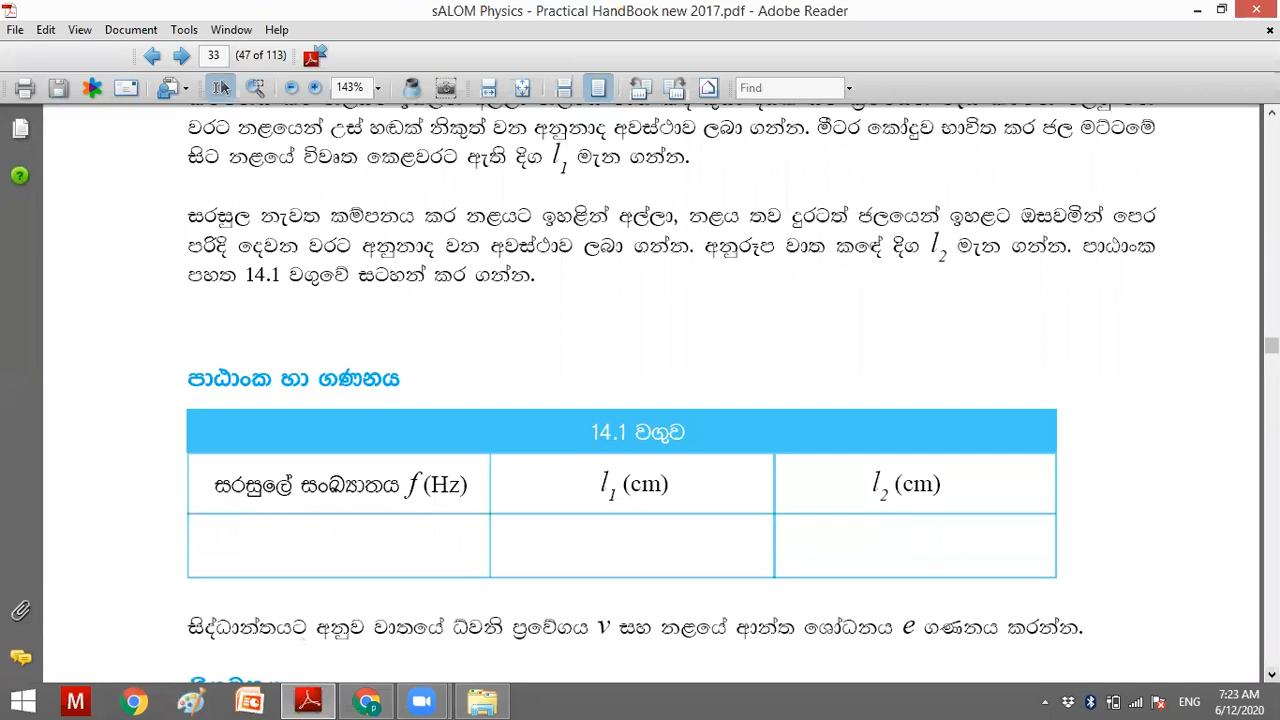 sALOM Physics - Practical HandBook new 2017.pdf - Adobe Reader
File Edit View Document Tools Window Help
33 (47 of 113)
143% Find
වරට නළයෙන් උස් හඬක් නිකුත් වන අනුනාද අවස්ථාව ලබා ගන්න. මීටර කෝදුව භාවිත කර ජල මට්ටමේ
සිට නළයේ විවෘත කෙළවරට ඇති දිග l1 මැන ගන්න.
සරසුල නැවත කම්පනය කර නළයට ඉහළින් අල්ලා, නළය තව දුරටත් ජලයෙන් ඉහළට ඔසවමින් පෙර
පරිදි දෙවන වරට අනුනාද වන අවස්ථාව ලබා ගන්න. අනුරූප වාත කඳේ දිග l2 මැන ගන්න. පාඨාංක
පහත 14.1 වගුවේ සටහන් කර ගන්න.
පාඨාංක හා ගණනය
14.1 වගුව
සරසුලේ සංඛ්‍යාතය f (Hz) l1 (cm) l2 (cm)
සිද්ධාන්තයට අනුව වාතයේ ධ්වනි ප්‍රවේගය v සහ නළයේ ආන්ත ශෝධනය e ගණනය කරන්න.
M
ENG
7:23 AM
6/12/2020